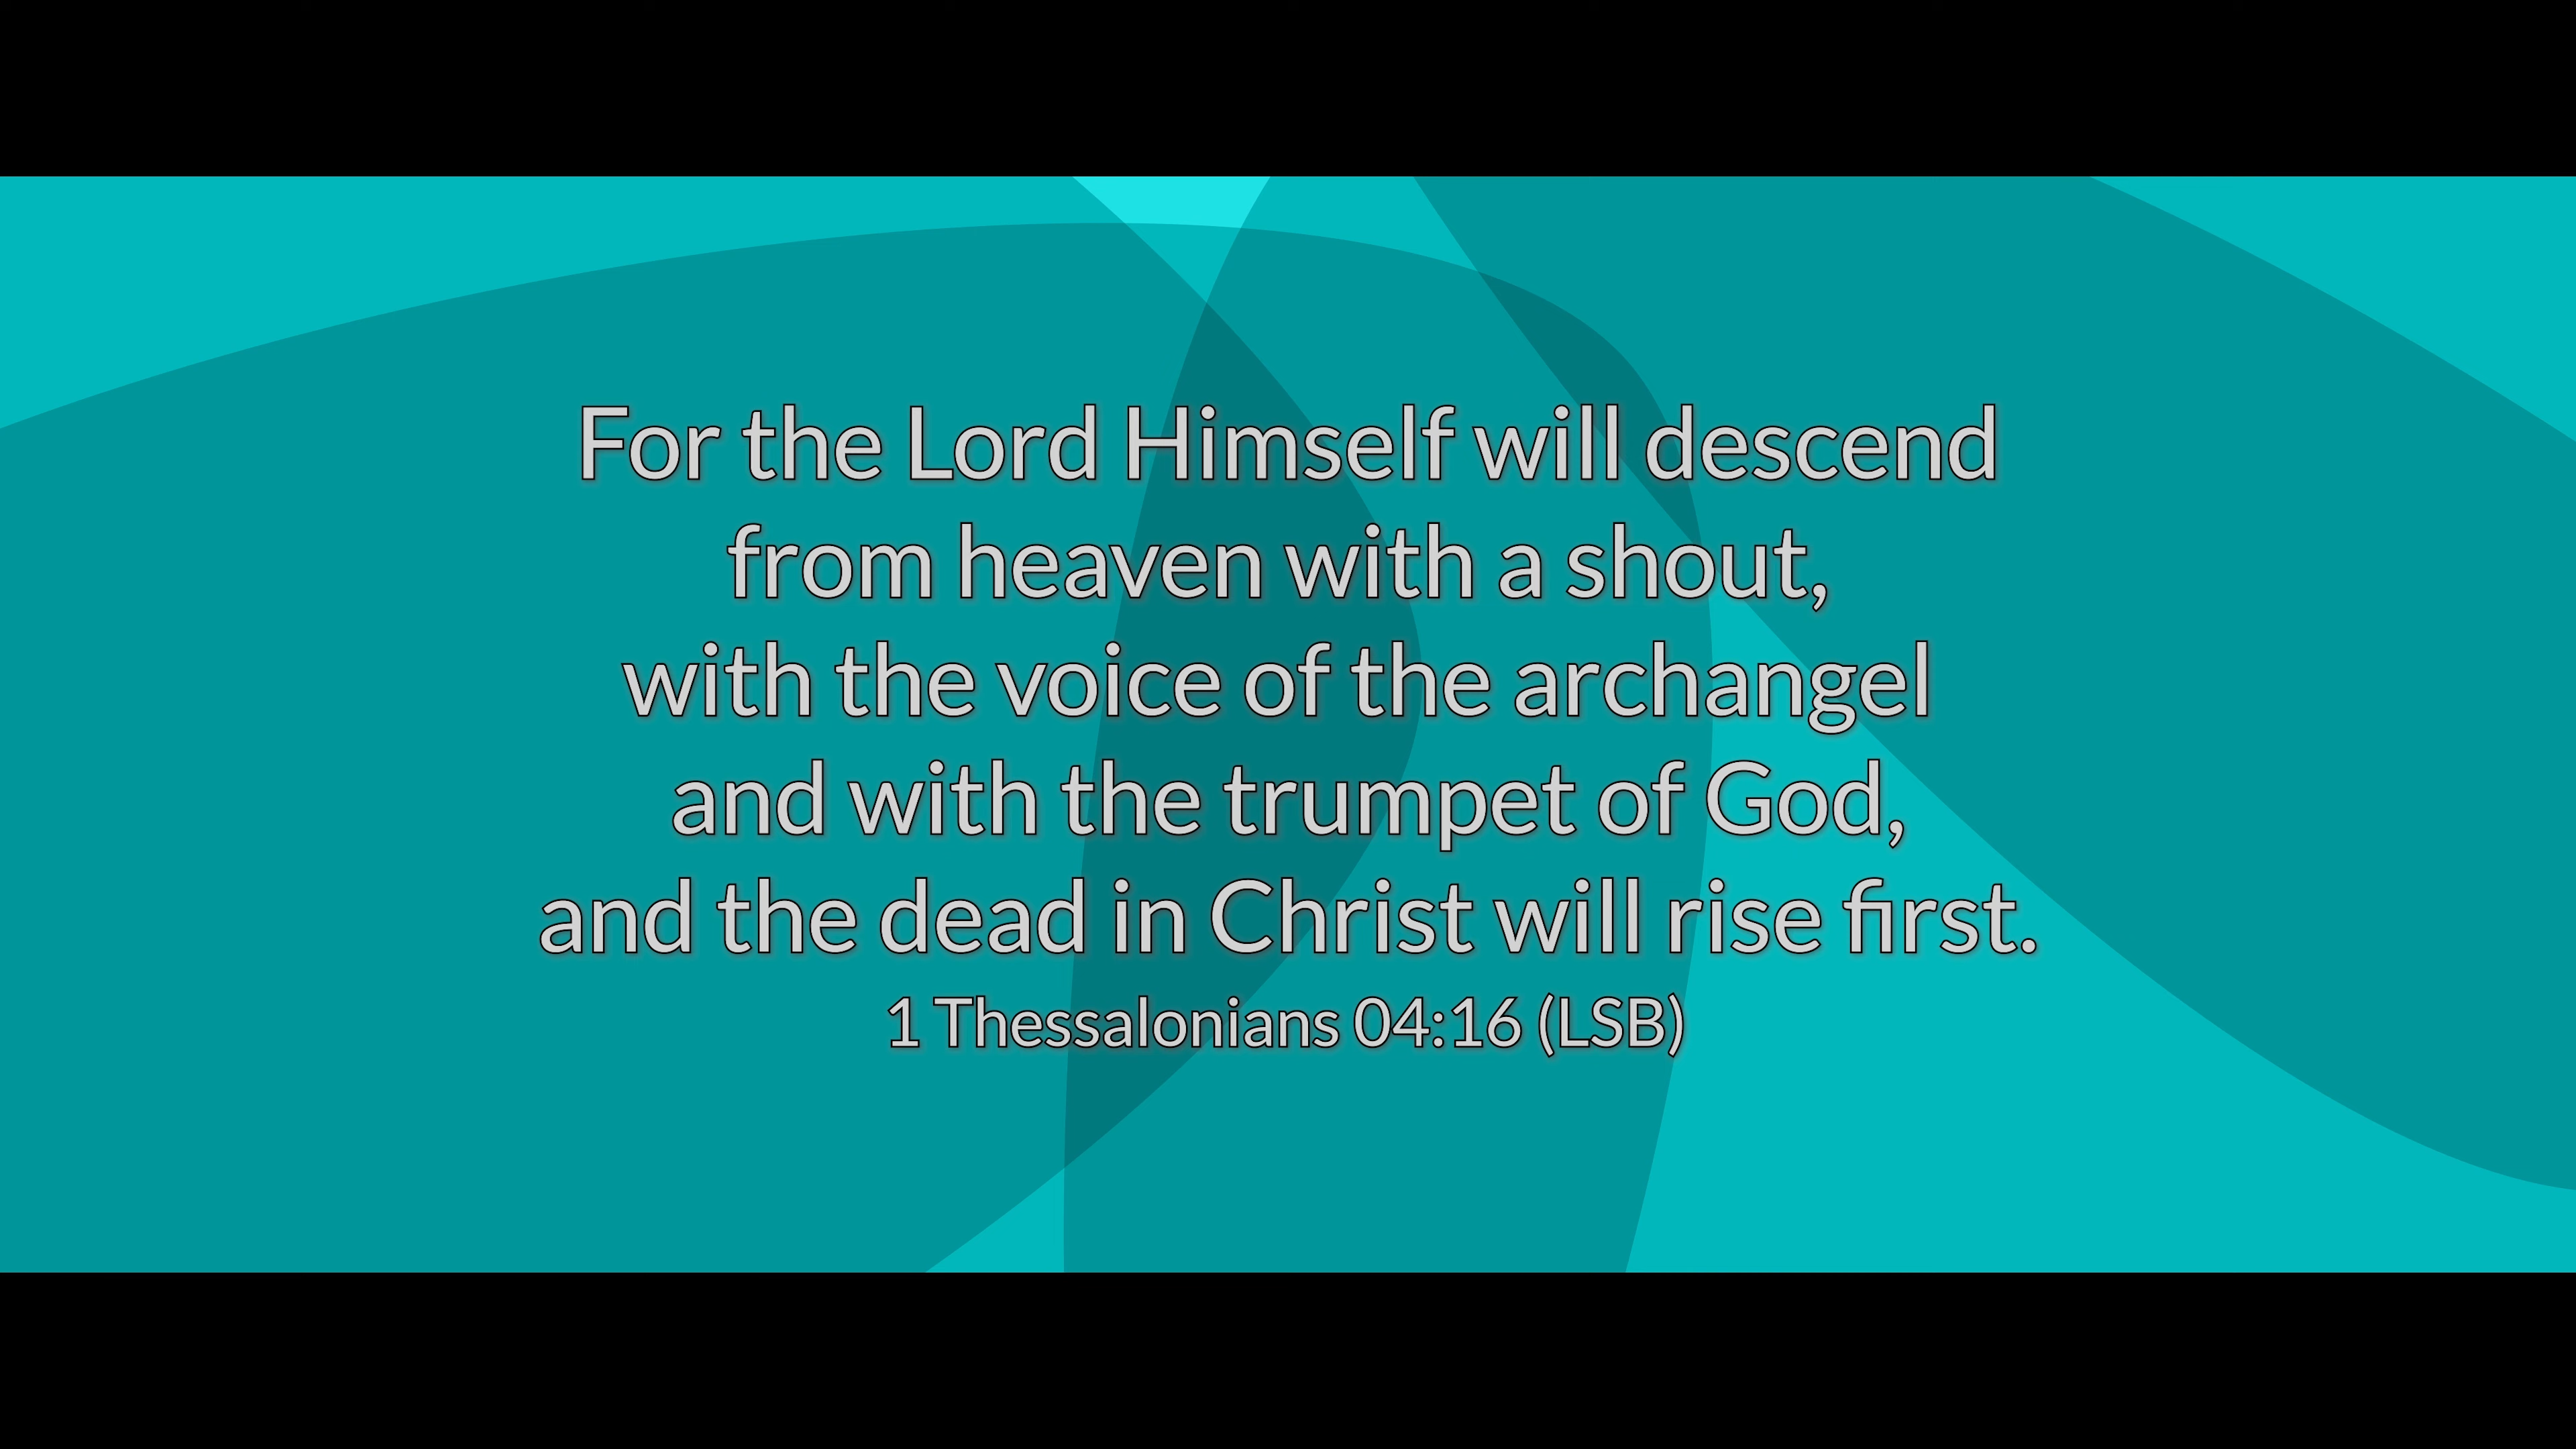 For the Lord Himself will descend
from heaven with a shout,
with the voice of the archangel
and with the trumpet of God,
and the dead in Christ will rise first.
1 Thessalonians 04:16 (LSB)